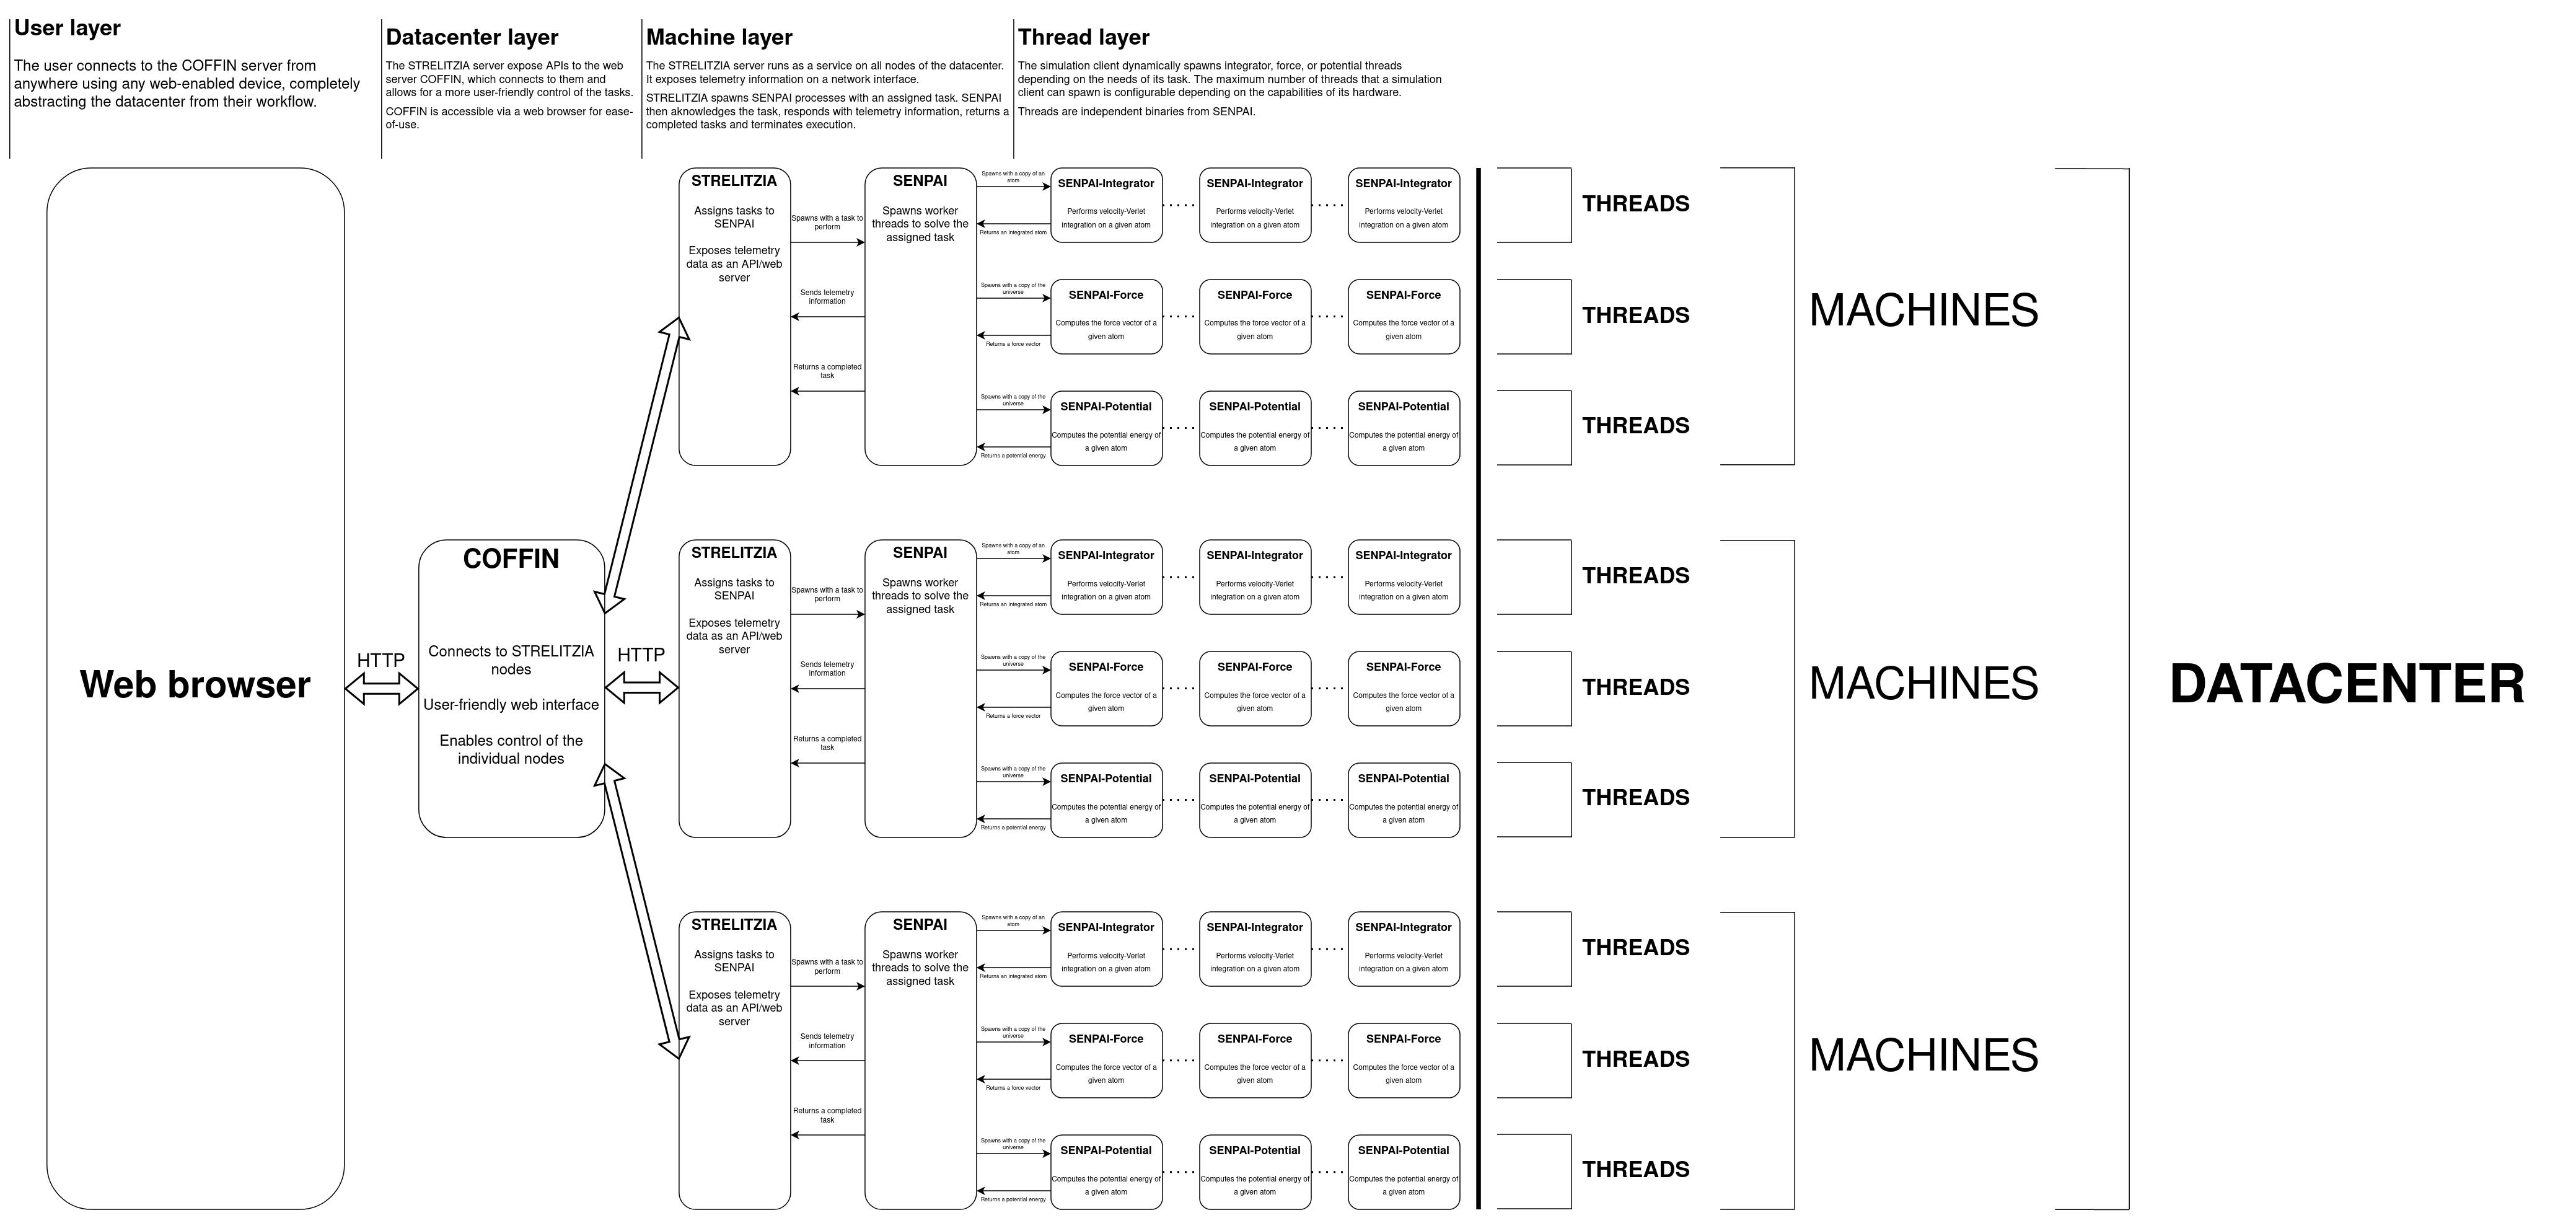 User layer
The user connects to the COFFIN server from
anywhere using any web-enabled device, completely
abstracting the datacenter from their workflow.
Datacenter layer
The STRELITZIA server expose APIs to the web
server COFFIN, which connects to them and
allows for a more user-friendly control of the tasks.
COFFIN is accessible via a web browser for ease-
of-use.
Machine layer
The STRELITZIA server runs as a service on all nodes of the datacenter.
It exposes telemetry information on a network interface.
STRELITZIA spawns SENPAI processes with an assigned task. SENPAI
then aknowledges the task, responds with telemetry information, returns a
completed tasks and terminates execution.
Thread layer
The simulation client dynamically spawns integrator, force, or potential threads
depending on the needs of its task. The maximum number of threads that a simulation
client can spawn is configurable depending on the capabilities of its hardware.
Threads are independent binaries from SENPAI.
Web browser
HTTP
COFFIN
Connects to STRELITZIA
nodes
User-friendly web interface
Enables control of the
individual nodes
HTTP
STRELITZIA
Assigns tasks to
SENPAI
Exposes telemetry
data as an API/web
server
Spawns with a task to
perform
Sends telemetry
information
Returns a completed
task
SENPAI
Spawns worker
threads to solve the
assigned task
Spawns with a copy of an
atom
Returns an integrated atom
SENPAI-Integrator
Performs velocity-Verlet
integration on a given atom
SENPAI-Integrator
Performs velocity-Verlet
integration on a given atom
SENPAI-Integrator
Performs velocity-Verlet
integration on a given atom
THREADS
Spawns with a copy of the
universe
Returns a force vector
SENPAI-Force
Computes the force vector of a
given atom
SENPAI-Force
Computes the force vector of a
given atom
SENPAI-Force
Computes the force vector of a
given atom
THREADS
Spawns with a copy of the
universe
Returns a potential energy
SENPAI-Potential
Computes the potential energy of
a given atom
SENPAI-Potential
Computes the potential energy of
a given atom
SENPAI-Potential
Computes the potential energy of
a given atom
THREADS
MACHINES
STRELITZIA
Assigns tasks to
SENPAI
Exposes telemetry
data as an API/web
server
Spawns with a task to
perform
Sends telemetry
information
Returns a completed
task
SENPAI
Spawns worker
threads to solve the
assigned task
Spawns with a copy of an
atom
Returns an integrated atom
SENPAI-Integrator
Performs velocity-Verlet
integration on a given atom
SENPAI-Integrator
Performs velocity-Verlet
integration on a given atom
SENPAI-Integrator
Performs velocity-Verlet
integration on a given atom
THREADS
Spawns with a copy of the
universe
Returns a force vector
SENPAI-Force
Computes the force vector of a
given atom
SENPAI-Force
Computes the force vector of a
given atom
SENPAI-Force
Computes the force vector of a
given atom
THREADS
Spawns with a copy of the
universe
Returns a potential energy
SENPAI-Potential
Computes the potential energy of
a given atom
SENPAI-Potential
Computes the potential energy of
a given atom
SENPAI-Potential
Computes the potential energy of
a given atom
THREADS
MACHINES
STRELITZIA
Assigns tasks to
SENPAI
Exposes telemetry
data as an API/web
server
Spawns with a task to
perform
Sends telemetry
information
Returns a completed
task
SENPAI
Spawns worker
threads to solve the
assigned task
Spawns with a copy of an
atom
Returns an integrated atom
SENPAI-Integrator
Performs velocity-Verlet
integration on a given atom
SENPAI-Integrator
Performs velocity-Verlet
integration on a given atom
SENPAI-Integrator
Performs velocity-Verlet
integration on a given atom
THREADS
Spawns with a copy of the
universe
Returns a force vector
SENPAI-Force
Computes the force vector of a
given atom
SENPAI-Force
Computes the force vector of a
given atom
SENPAI-Force
Computes the force vector of a
given atom
THREADS
Spawns with a copy of the
universe
Returns a potential energy
SENPAI-Potential
Computes the potential energy of
a given atom
SENPAI-Potential
Computes the potential energy of
a given atom
SENPAI-Potential
Computes the potential energy of
a given atom
THREADS
MACHINES
DATACENTER